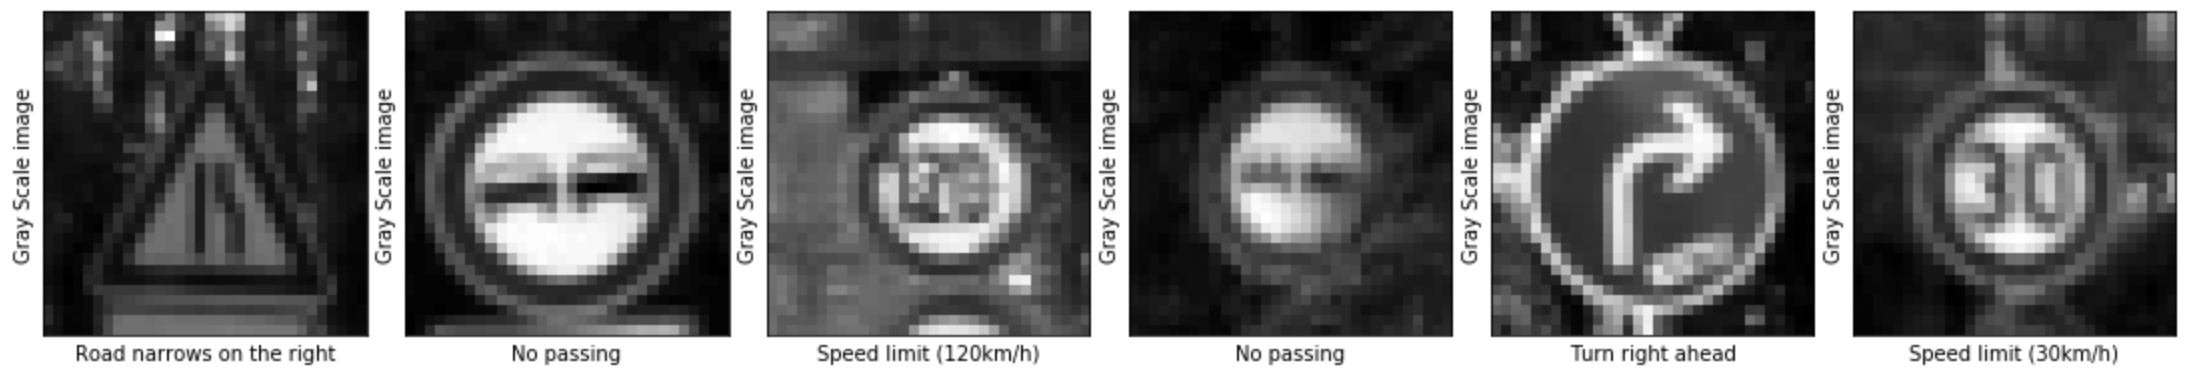 Gray Scale image
Road narrows on the right
Gray Scale image
No passing
Gray Scale image
Speed limit (120km/h)
Gray Scale image
No passing
Gray Scale image
Turn right ahead
Gray Scale image
Speed limit (30km/h)